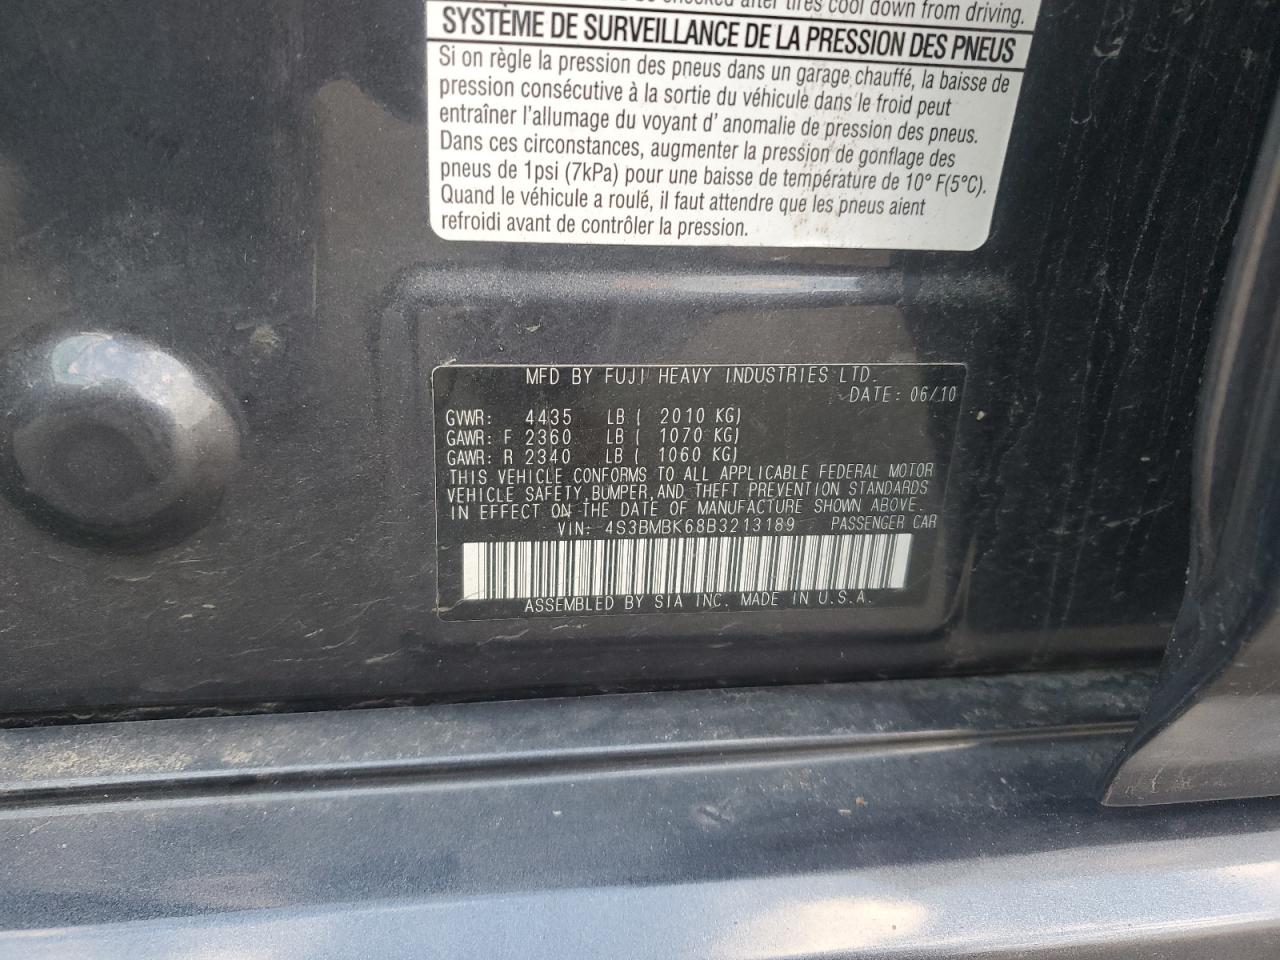 after tires cool down from driving.
SYSTÈME DE SURVEILLANCE DE LA PRESSION DES PNEUS
Si on règle la pression des pneus dans un garage chauffé, la baisse de
pression consécutive à la sortie du véhicule dans le froid peut
entraîner l'allumage du voyant d' anomalie de pression des pneus.
Dans ces circonstances, augmenter la pression de gonflage des
pneus de 1psi (7kPa) pour une baisse de température de 10° F(5°C).
Quand le véhicule a roulé, il faut attendre que les pneus aient
refroidi avant de contrôler la pression.
MFD BY FUJI HEAVY INDUSTRIES LTD.
DATE: 06/10
GVWR: 4435 LB ( 2010 KG)
GAWR: F 2360 LB ( 1070 KG)
GAWR: R 2340 LB ( 1060 KG)
THIS VEHICLE CONFORMS TO ALL APPLICABLE FEDERAL MOTOR
VEHICLE SAFETY, BUMPER, AND THEFT PREVENTION STANDARDS
IN EFFECT ON THE DATE OF MANUFACTURE SHOWN ABOVE.
VIN: 4S3BMBK68B3213189 PASSENGER CAR
ASSEMBLED BY SIA INC. MADE IN U.S.A.